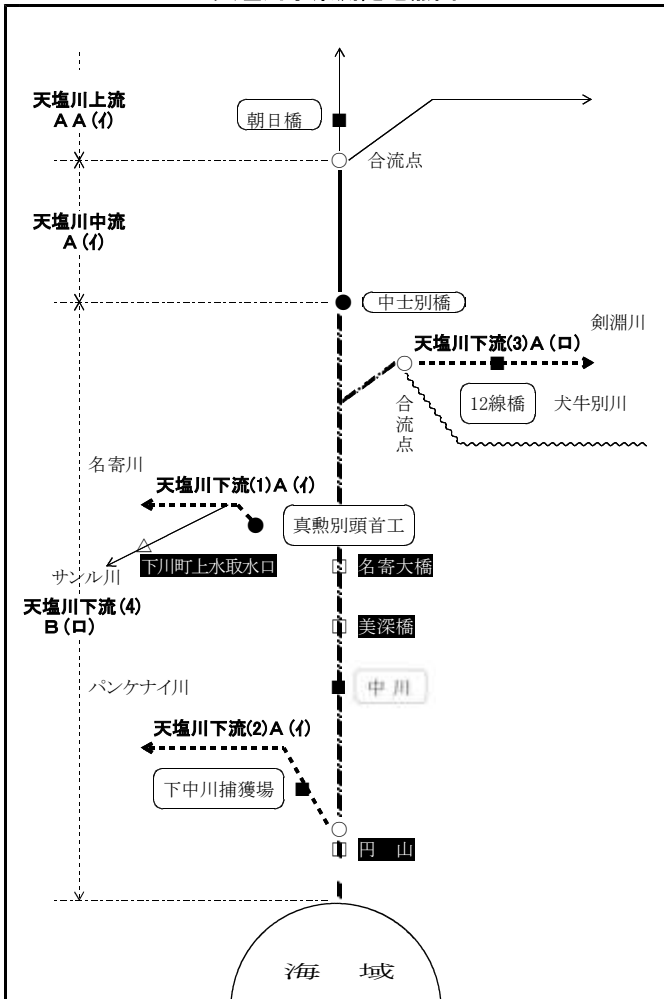 天塩川上流
ＡＡ(ｲ)
朝日橋
合流点
天塩川中流
Ａ(ｲ)
中士別橋
剣淵川
天塩川下流(3)Ａ(ロ)
合流点
12線橋
犬牛別川
名寄川
天塩川下流(1)Ａ(ｲ)
真勲別頭首工
サンル川
下川町上水取水口
名寄大橋
天塩川下流(4)
Ｂ(ロ)
美深橋
パンケナイ川
中川
天塩川下流(2)Ａ(ｲ)
下中川捕獲場
円　山
海　域